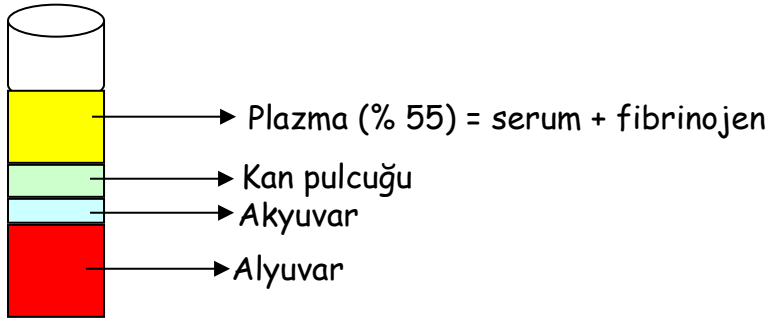 Plazma (% 55) = serum + fibrinojen
Kan pulcuğu
Akyuvar
Alyuvar